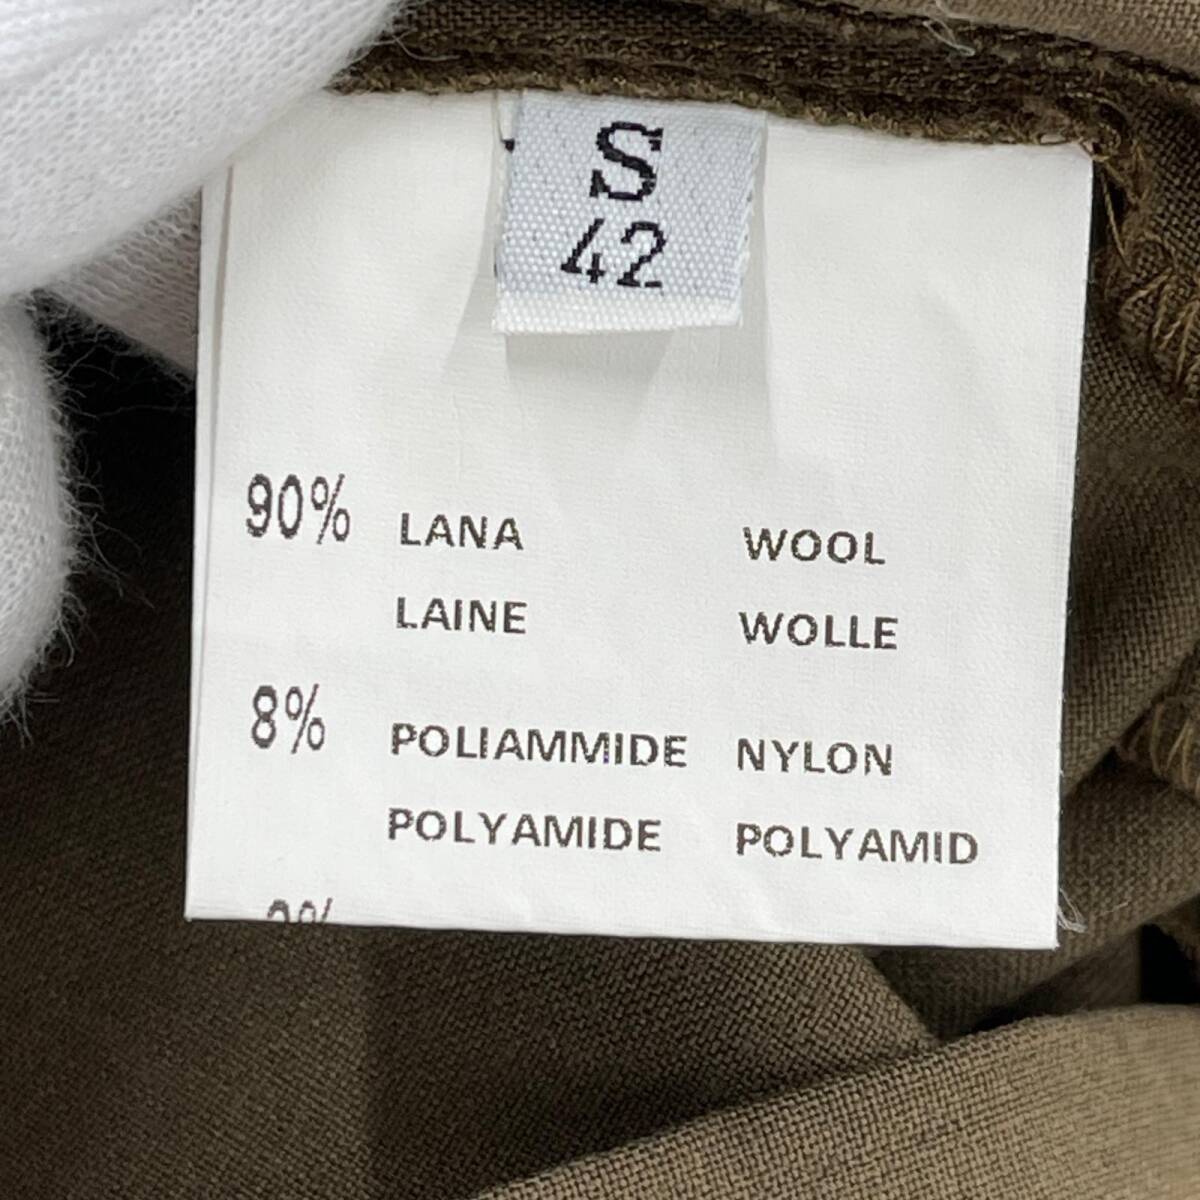 S
42
90% LANA WOOL
LAINE WOLLE
8% POLIAMMIDE NYLON
POLYAMIDE POLYAMID